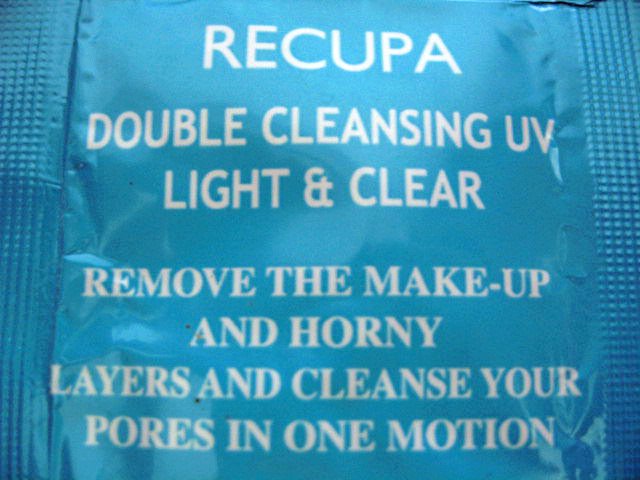 RECUPA
DOUBLE CLEANSING UV
LIGHT & CLEAR
REMOVE THE MAKE-UP
AND HORNY
LAYERS AND CLEANSE YOUR
PORES IN ONE MOTION